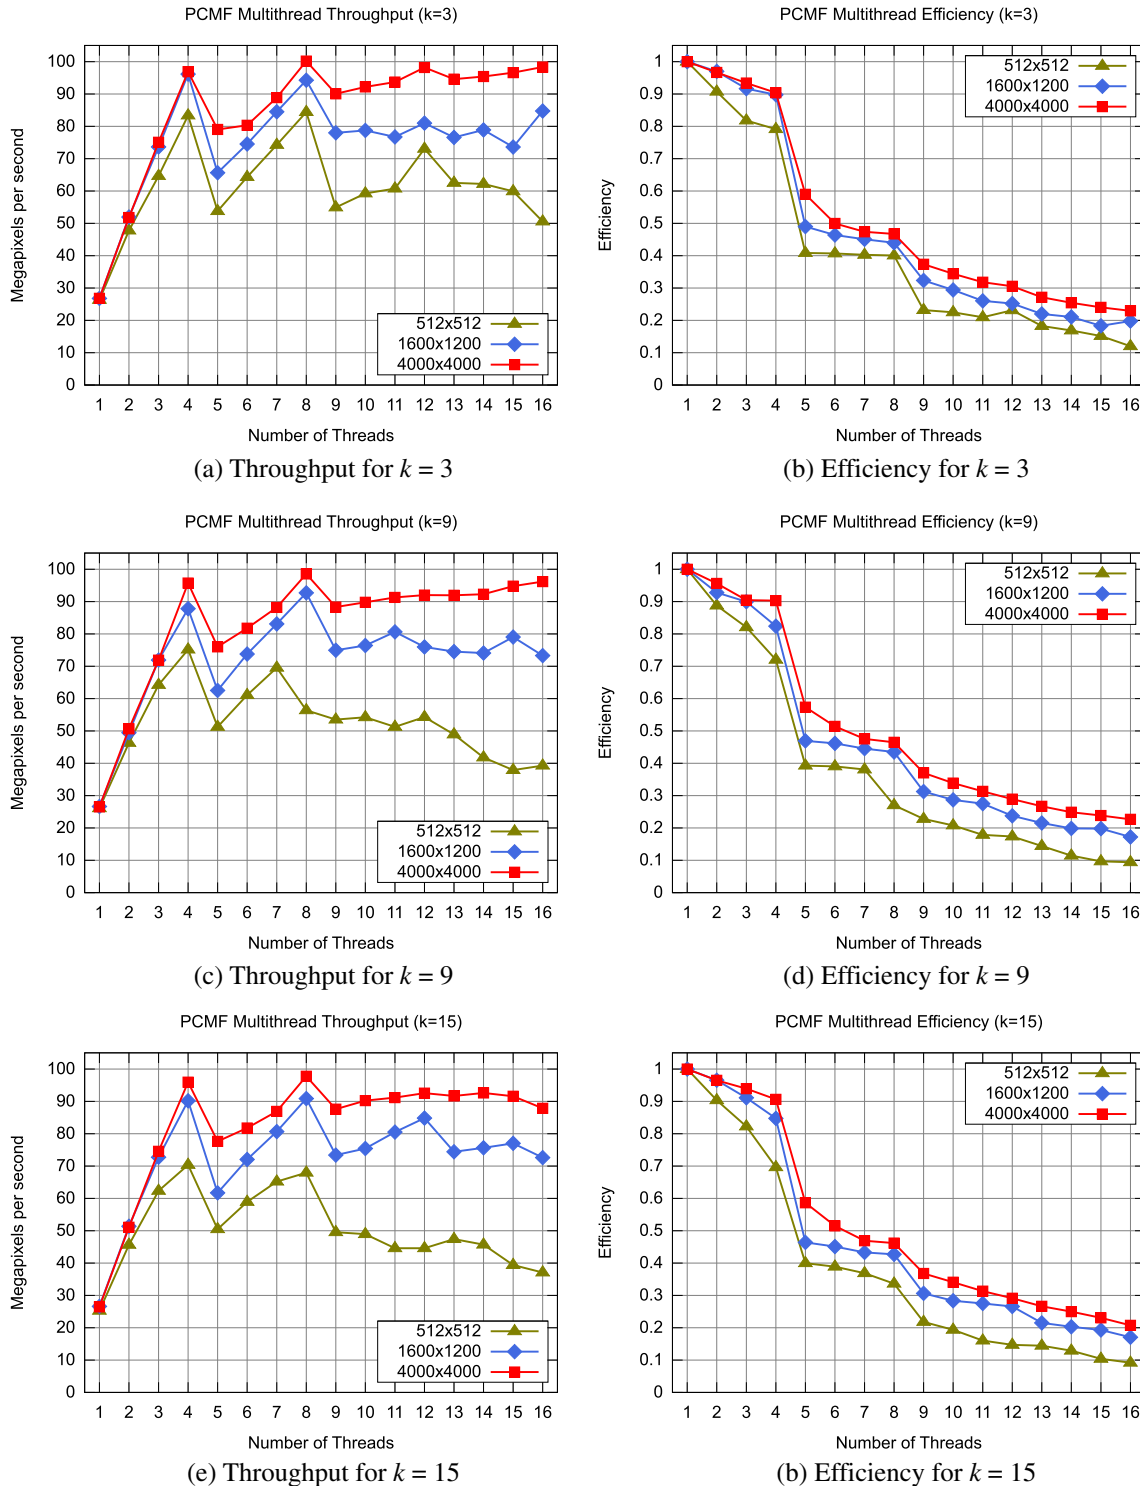 PCMF Multithread Throughput (k=3)
Megapixels per second
100
90
80
70
60
50
40
30
20
10
0
512x512
1600x1200
4000x4000
1 2 3 4 5 6 7 8 9 10 11 12 13 14 15 16
Number of Threads
(a) Throughput for k = 3
PCMF Multithread Efficiency (k=3)
Efficiency
1
0.9
0.8
0.7
0.6
0.5
0.4
0.3
0.2
0.1
0
512x512
1600x1200
4000x4000
1 2 3 4 5 6 7 8 9 10 11 12 13 14 15 16
Number of Threads
(b) Efficiency for k = 3
PCMF Multithread Throughput (k=9)
Megapixels per second
100
90
80
70
60
50
40
30
20
10
0
512x512
1600x1200
4000x4000
1 2 3 4 5 6 7 8 9 10 11 12 13 14 15 16
Number of Threads
(c) Throughput for k = 9
PCMF Multithread Efficiency (k=9)
Efficiency
1
0.9
0.8
0.7
0.6
0.5
0.4
0.3
0.2
0.1
0
512x512
1600x1200
4000x4000
1 2 3 4 5 6 7 8 9 10 11 12 13 14 15 16
Number of Threads
(d) Efficiency for k = 9
PCMF Multithread Throughput (k=15)
Megapixels per second
100
90
80
70
60
50
40
30
20
10
0
512x512
1600x1200
4000x4000
1 2 3 4 5 6 7 8 9 10 11 12 13 14 15 16
Number of Threads
(e) Throughput for k = 15
PCMF Multithread Efficiency (k=15)
Efficiency
1
0.9
0.8
0.7
0.6
0.5
0.4
0.3
0.2
0.1
0
512x512
1600x1200
4000x4000
1 2 3 4 5 6 7 8 9 10 11 12 13 14 15 16
Number of Threads
(b) Efficiency for k = 15